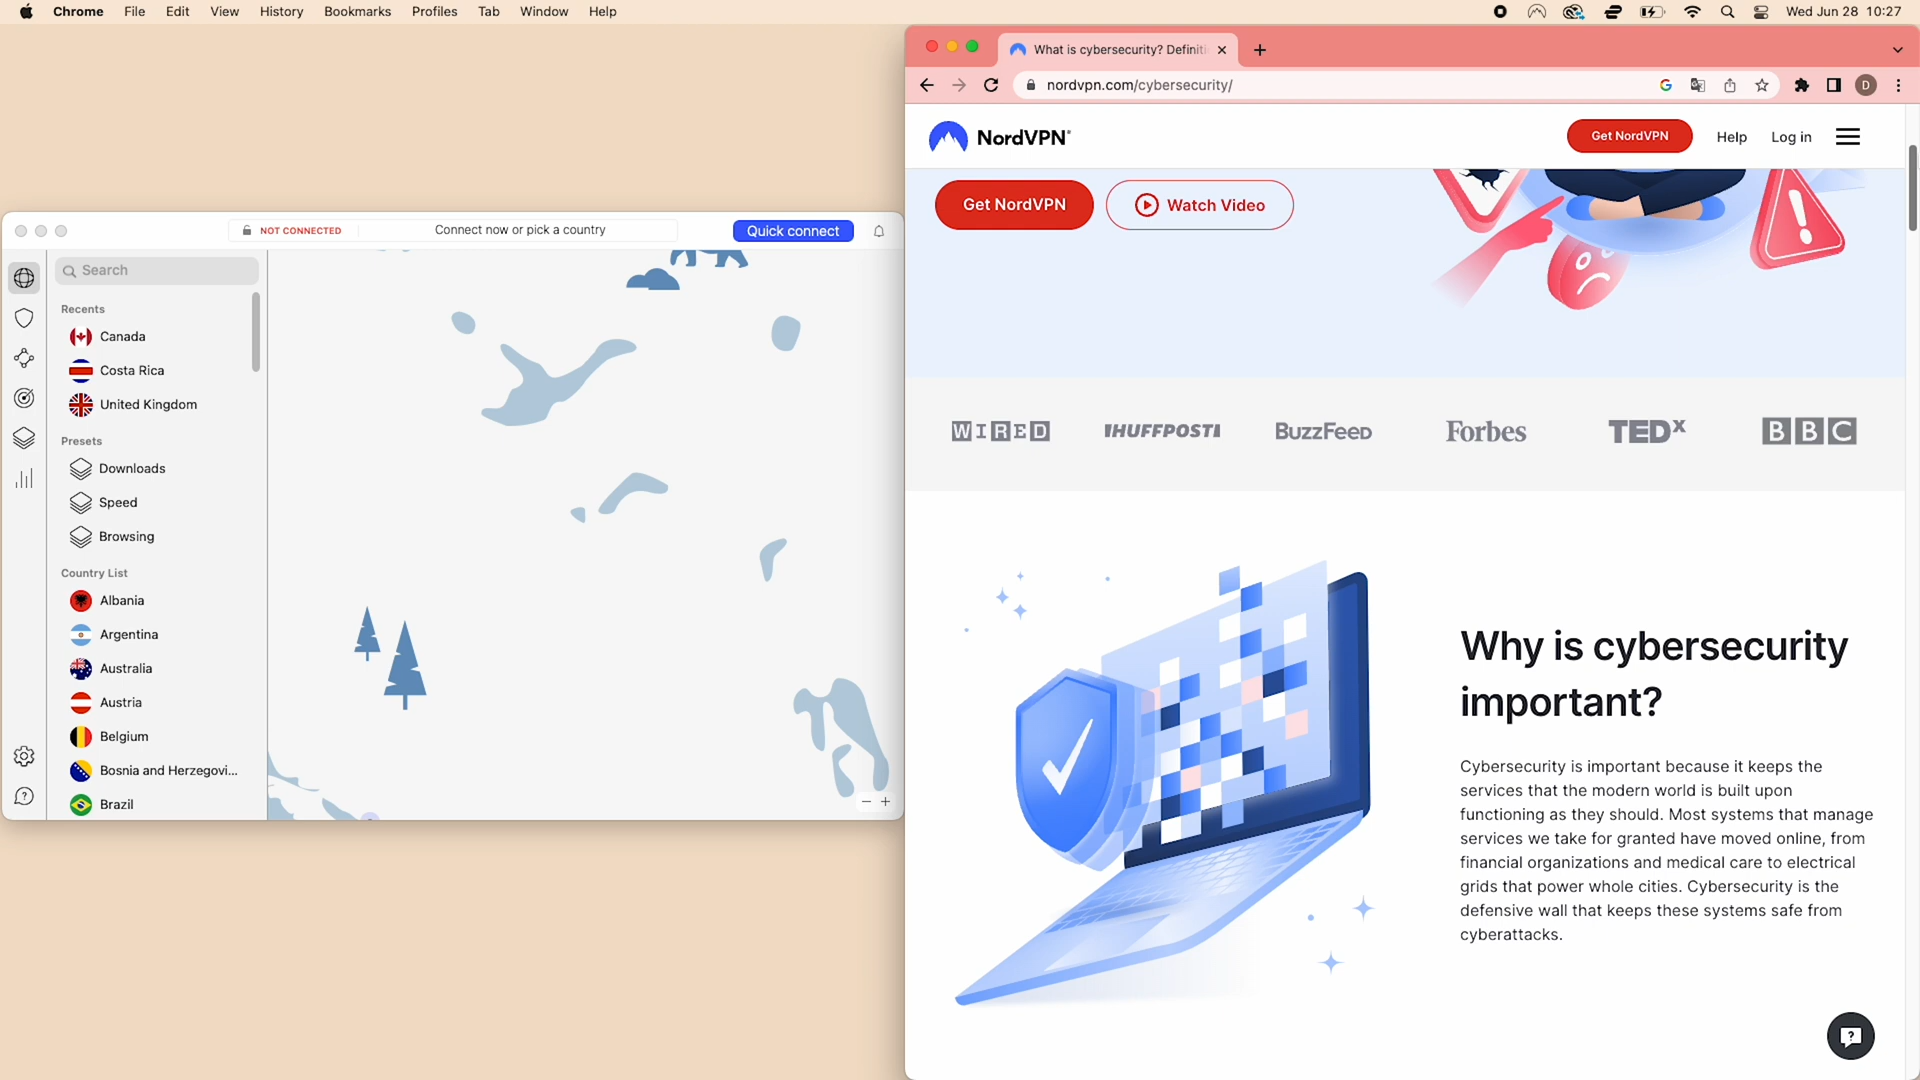 Chrome File Edit View History Bookmarks Profiles Tab Window Help
Wed Jun 28 10:27
NOT CONNECTED
Connect now or pick a country
Quick connect
Search
Recents
Canada
Costa Rica
United Kingdom
Presets
Downloads
Speed
Browsing
Country List
Albania
Argentina
Australia
Austria
Belgium
Bosnia and Herzegovi...
Brazil
What is cybersecurity? Definiti
nordvpn.com/cybersecurity/
D
NordVPN®
Get NordVPN
Help
Log in
Get NordVPN
Watch Video
WIRED
HUFFPOST
BuzzFeed
Forbes
TEDx
BBC
Why is cybersecurity
important?
Cybersecurity is important because it keeps the
services that the modern world is built upon
functioning as they should. Most systems that manage
services we take for granted have moved online, from
financial organizations and medical care to electrical
grids that power whole cities. Cybersecurity is the
defensive wall that keeps these systems safe from
cyberattacks.